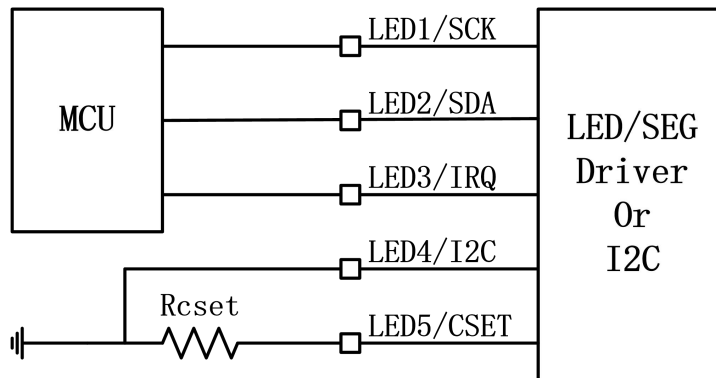 LED1/SCK
MCU
LED2/SDA
LED/SEG
Driver
Or
I2C
LED3/IRQ
LED4/I2C
Rcset
LED5/CSET